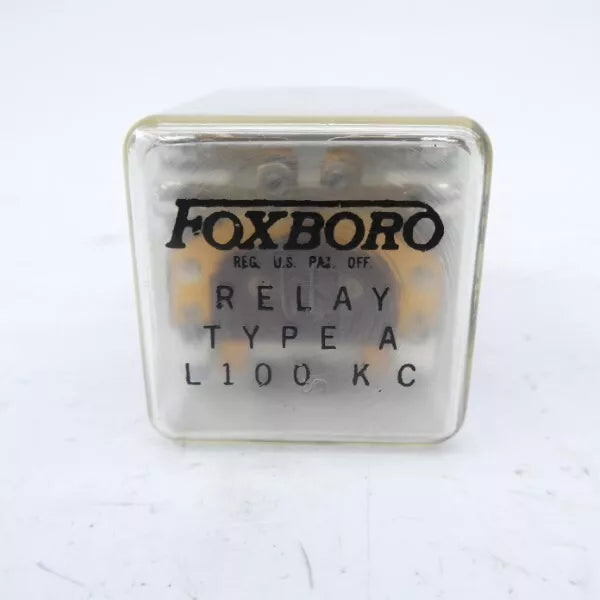 FOXBORO
REG. U.S. PAT. OFF.
RELAY
TYPE A
L100 KC